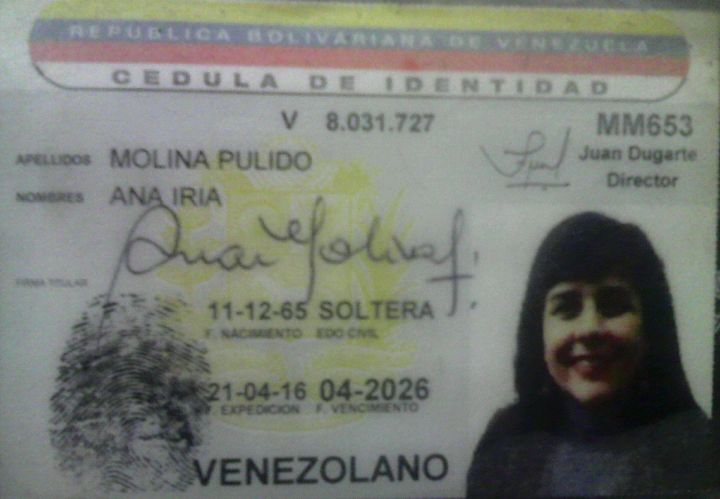 REPUBLICA BOLIVARIANA DE VENEZUELA
CEDULA DE IDENTIDAD
V 8.031.727
MM653
Juan Dugarte
Director
APELLIDOS MOLINA PULIDO
NOMBRES ANA IRIA
FIRMA TITULAR
11-12-65 SOLTERA
F. NACIMIENTO EDO CIVIL
21-04-16 04-2026
F. EXPEDICION F. VENCIMIENTO
VENEZOLANO